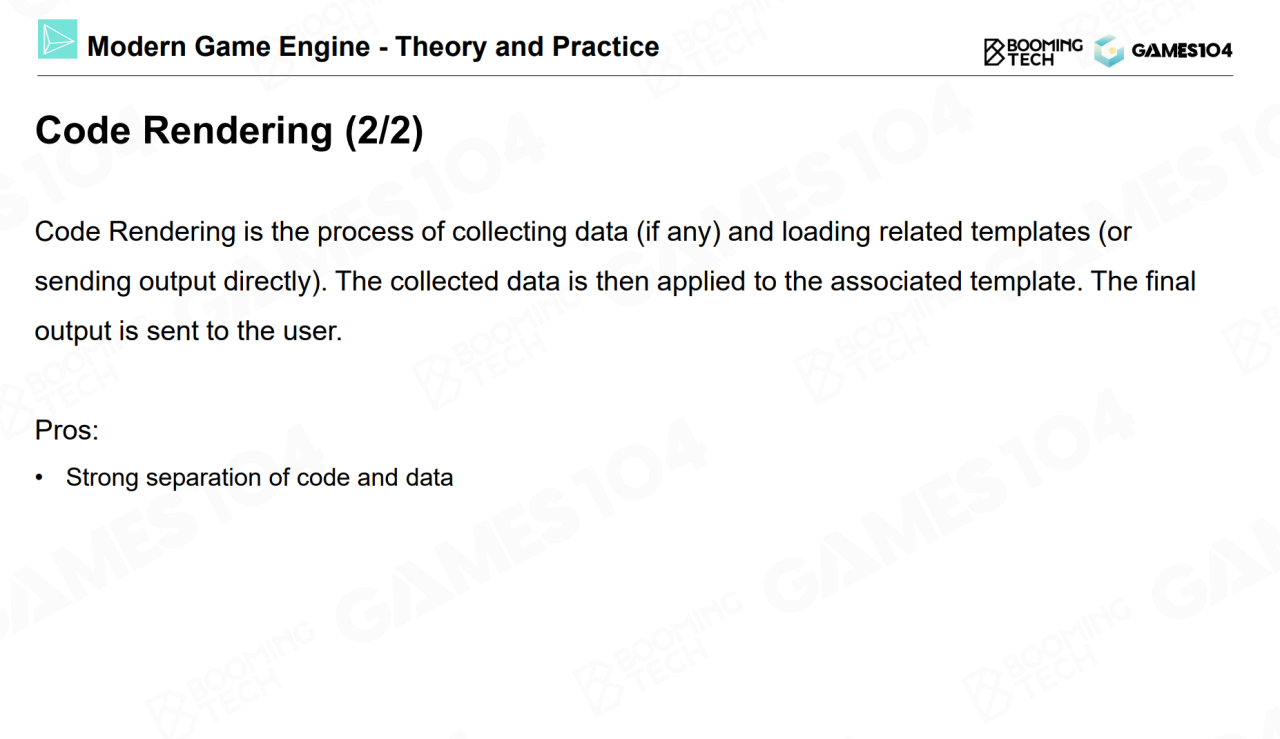 Modern Game Engine - Theory and Practice
BOOMING
TECH
GAMES104
Code Rendering (2/2)
Code Rendering is the process of collecting data (if any) and loading related templates (or
sending output directly). The collected data is then applied to the associated template. The final
output is sent to the user.
Pros:
• Strong separation of code and data